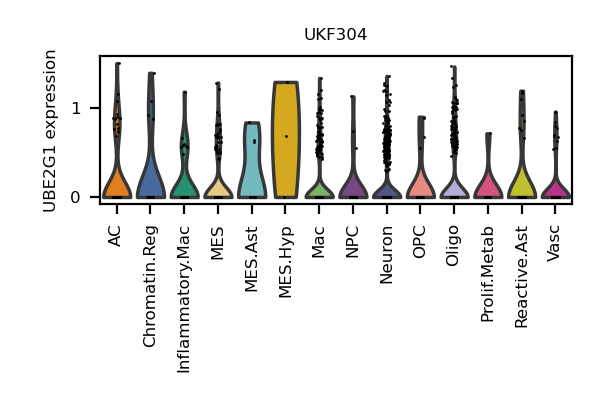 UKF304
UBE2G1 expression
1
0
AC
Chromatin.Reg
Inflammatory.Mac
MES
MES.Ast
MES.Hyp
Mac
NPC
Neuron
OPC
Oligo
Prolif.Metab
Reactive.Ast
Vasc